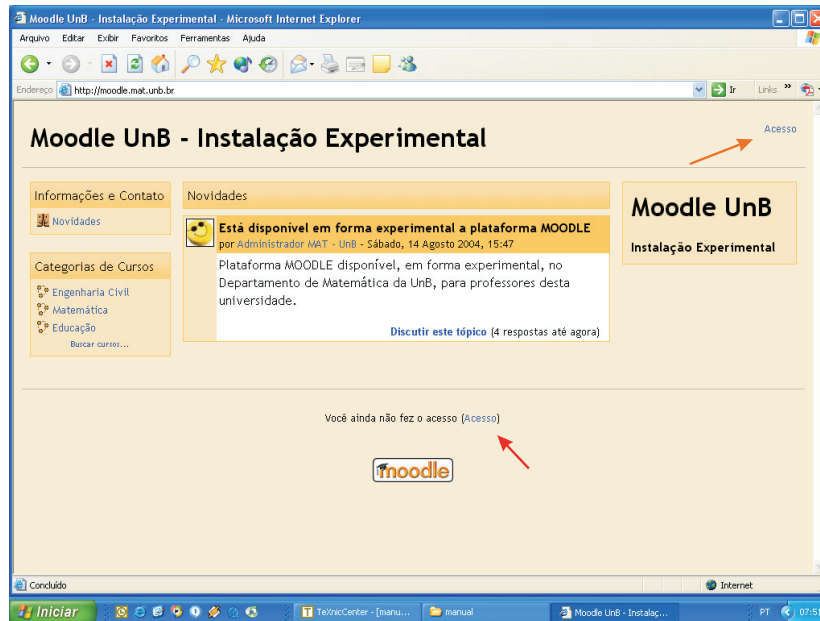 Moodle UnB - Instalação Experimental - Microsoft Internet Explorer
Arquivo Editar Exibir Favoritos Ferramentas Ajuda
Endereço http://moodle.mat.unb.br Ir Links »
Moodle UnB - Instalação Experimental
Acesso
Informações e Contato
Novidades
Categorias de Cursos
Engenharia Civil
Matemática
Educação
Buscar cursos...
Novidades
Está disponível em forma experimental a plataforma MOODLE
por Administrador MAT - UnB - Sábado, 14 Agosto 2004, 15:47
Plataforma MOODLE disponível, em forma experimental, no
Departamento de Matemática da UnB, para professores desta
universidade.
Discutir este tópico (4 respostas até agora)
Moodle UnB
Instalação Experimental
Você ainda não fez o acesso (Acesso)
moodle
Concluído Internet
Iniciar TeXnicCenter - [manu... manual Moodle UnB - Instalaç... PT 07:51